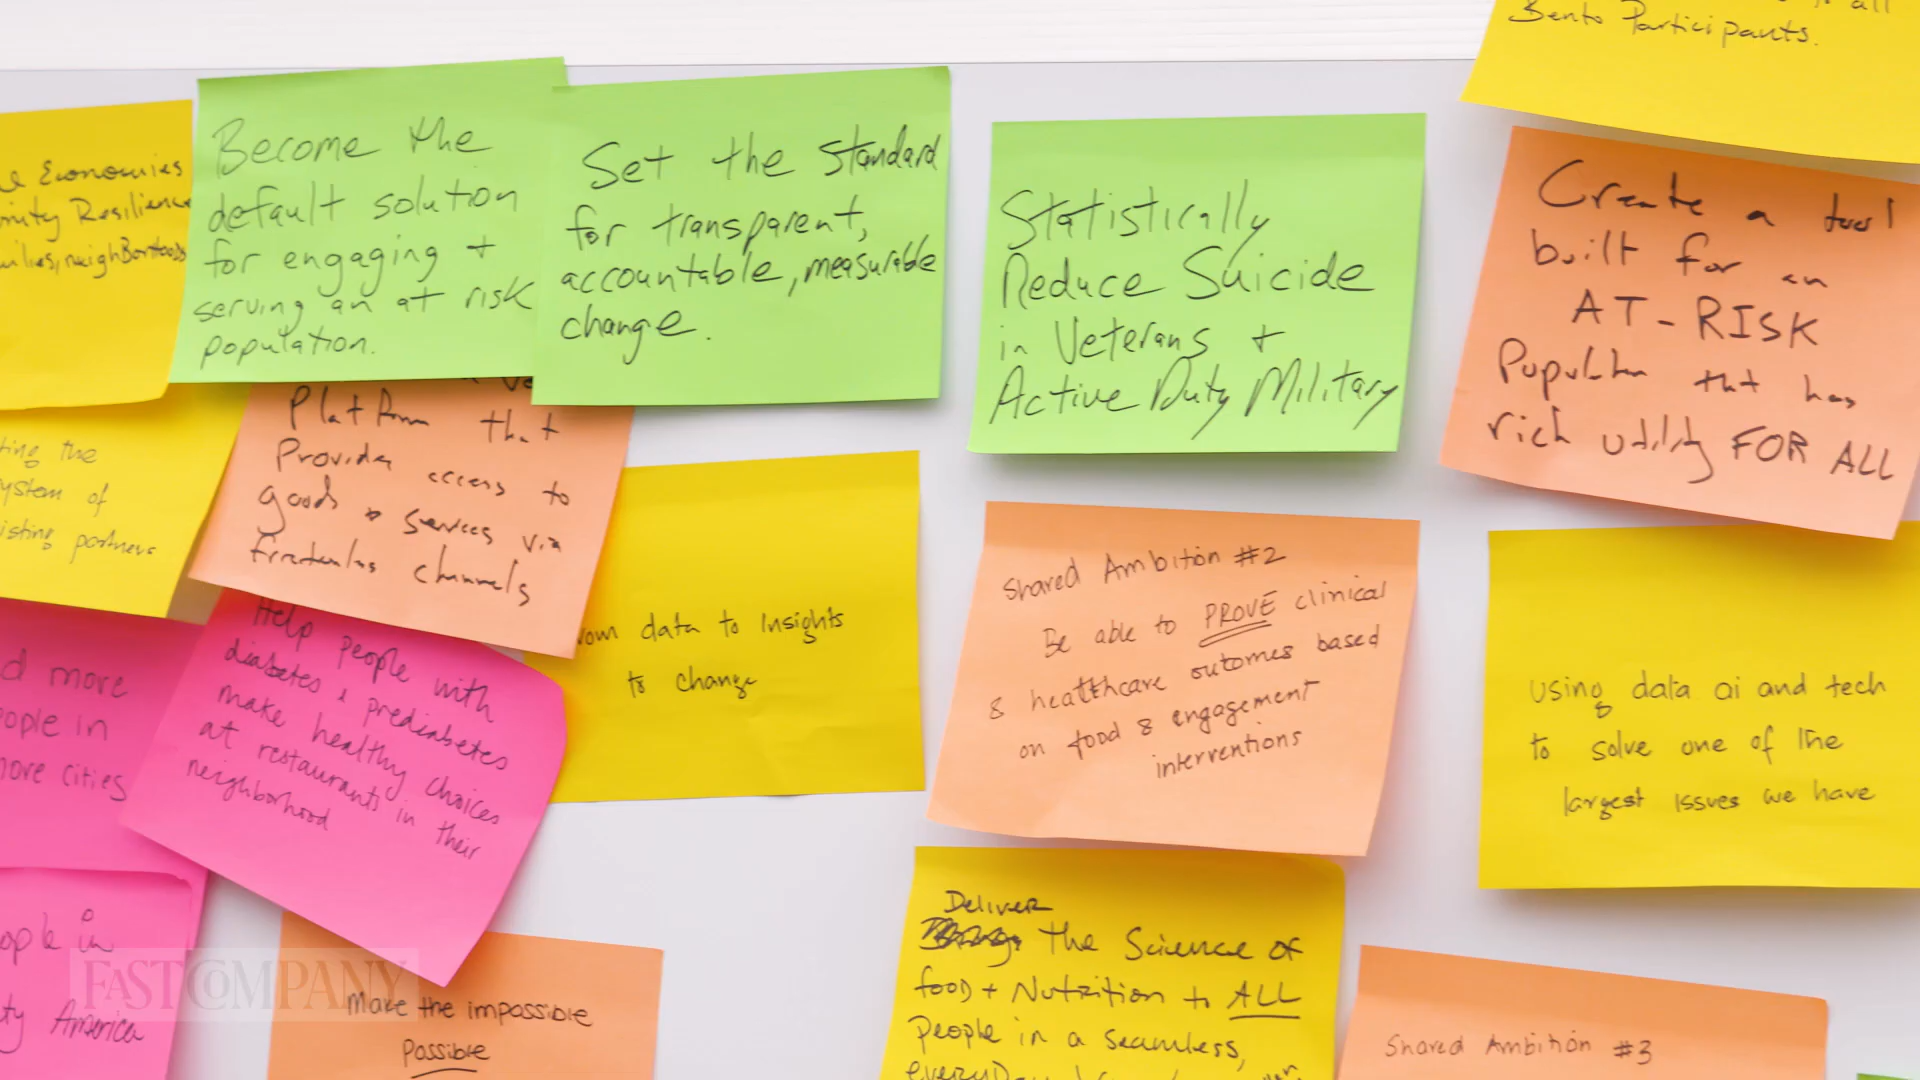 Economies
Resilience
neighborhoods
Become the
default solution
for engaging +
serving an at risk
population.
Set the Standard
for transparent,
accountable, measurable
change.
Statistically
Reduce Suicide
in Veterans +
Active Duty Military
to all
Bento Participants.
Create a tool
built for an
AT-RISK
Population that has
rich utility FOR ALL
the
of
partners
Platform that
Provides access to
goods + services via
channels
data to Insights
to change
Shared Ambition #2
Be able to PROVE clinical
& healthcare outcomes based
on food & engagement
interventions
using data ai and tech
to solve one of the
largest issues we have
more
in
more cities
Help people with
diabetes & prediabetes
make healthy choices
at restaurants in their
neighborhood
in
America
Make the impossible
Possible
Deliver
the Science of
food + Nutrition to ALL
People in a seamless,
Shared Ambition #3
FAST COMPANY